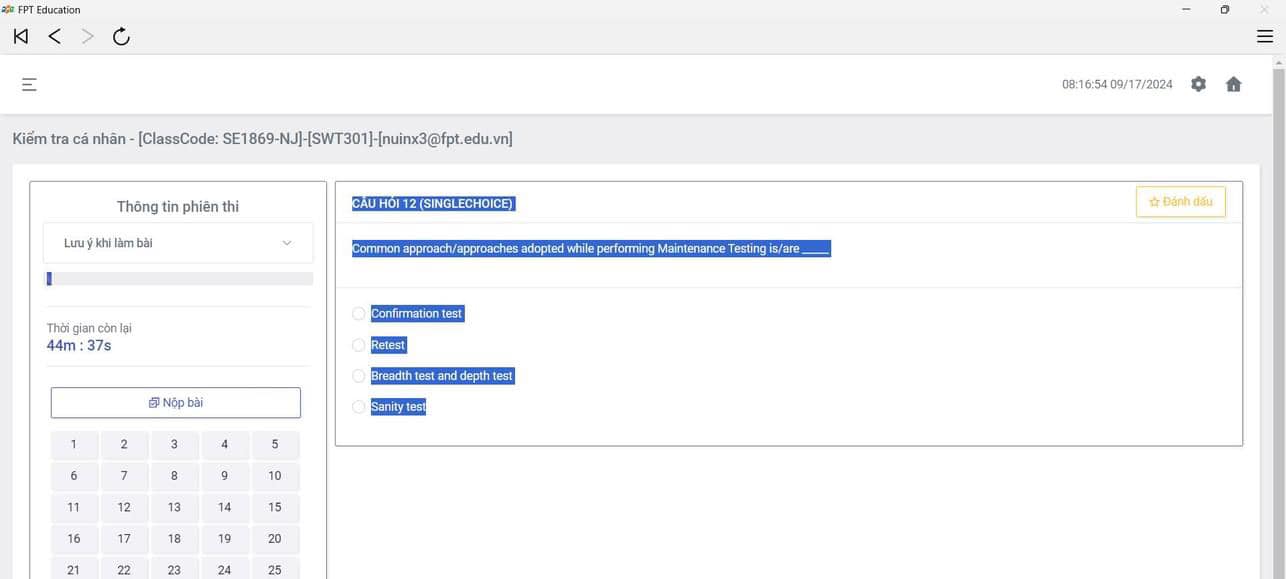 FPT Education
08:16:54 09/17/2024
Kiểm tra cá nhân - [ClassCode: SE1869-NJ]-[SWT301]-[nuinx3@fpt.edu.vn]
Thông tin phiên thi
Lưu ý khi làm bài
Thời gian còn lại
44m : 37s
Nộp bài
1 2 3 4 5
6 7 8 9 10
11 12 13 14 15
16 17 18 19 20
21 22 23 24 25
CÂU HỎI 12 (SINGLECHOICE)
Đánh dấu
Common approach/approaches adopted while performing Maintenance Testing is/are _____
Confirmation test
Retest
Breadth test and depth test
Sanity test